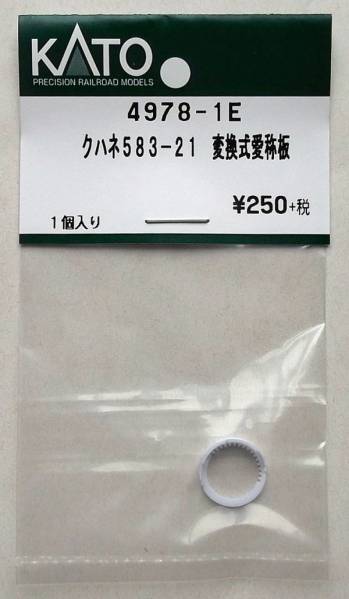 KATO
PRECISION RAILROAD MODELS
4978-1E
クハネ583-21 変換式愛称板
¥250+税
1個入り